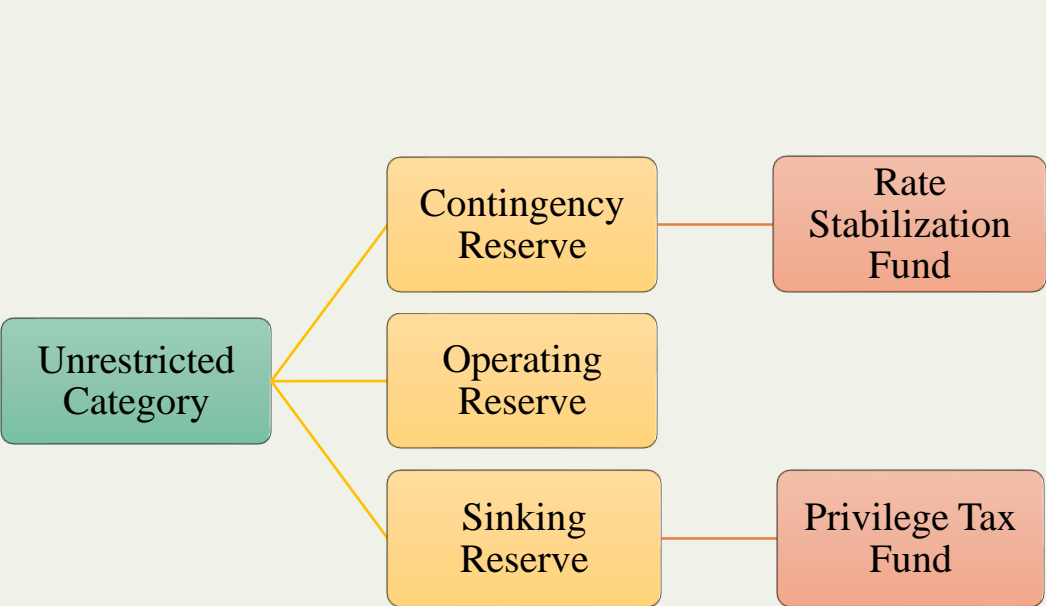 Unrestricted
Category
Contingency
Reserve
Rate
Stabilization
Fund
Operating
Reserve
Sinking
Reserve
Privilege Tax
Fund